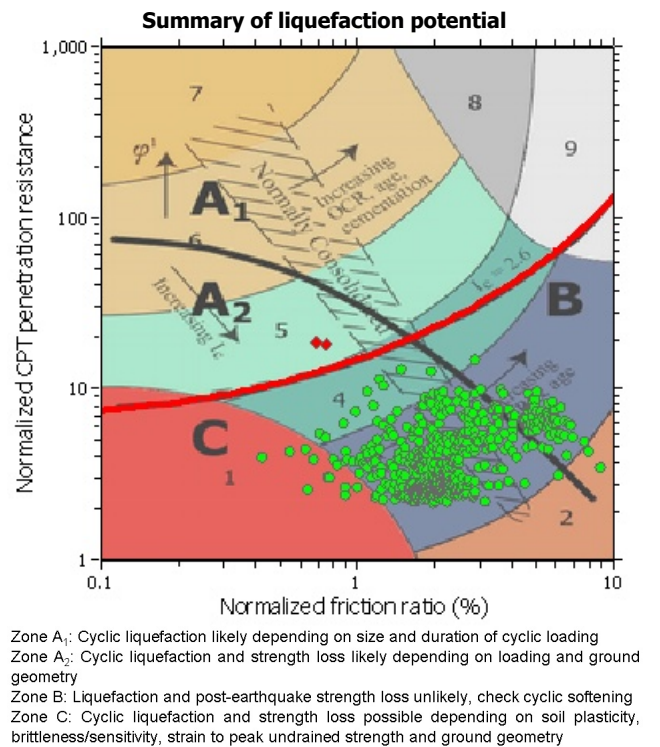 Summary of liquefaction potential
1,000
7
8
9
φ'
Increasing
OCR, age,
cementation
Normally Consolidated
A1
100
6
Ic = 2.6
A2
B
Increasing Ic
5
10
4
age
C
1
2
1
0.1
1
10
Normalized CPT penetration resistance
Normalized friction ratio (%)
Zone A1: Cyclic liquefaction likely depending on size and duration of cyclic loading
Zone A2: Cyclic liquefaction and strength loss likely depending on loading and ground
geometry
Zone B: Liquefaction and post-earthquake strength loss unlikely, check cyclic softening
Zone C: Cyclic liquefaction and strength loss possible depending on soil plasticity,
brittleness/sensitivity, strain to peak undrained strength and ground geometry